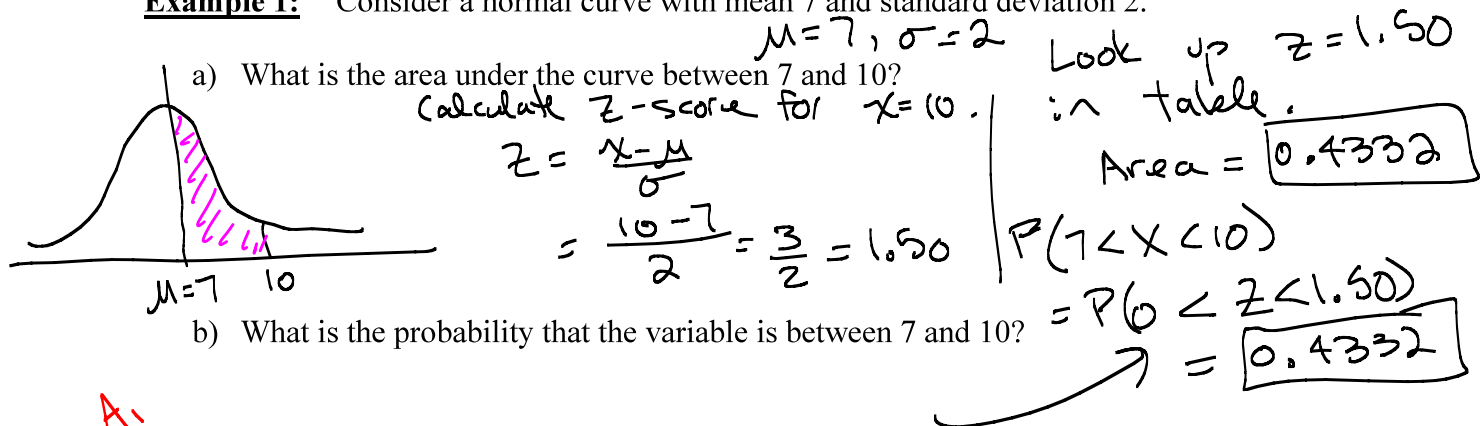 Example 1: Consider a normal curve with mean 7 and standard deviation 2.
μ=7, σ=2
a) What is the area under the curve between 7 and 10?
Calculate z-score for x=10.
z = (x-μ)/σ
= (10-7)/2 = 3/2 = 1.50
Look up z=1.50
in table.
Area = 0.4332
P(7<X<10)
= P(0<Z<1.50)
= 0.4332
μ=7 10
b) What is the probability that the variable is between 7 and 10?
A,